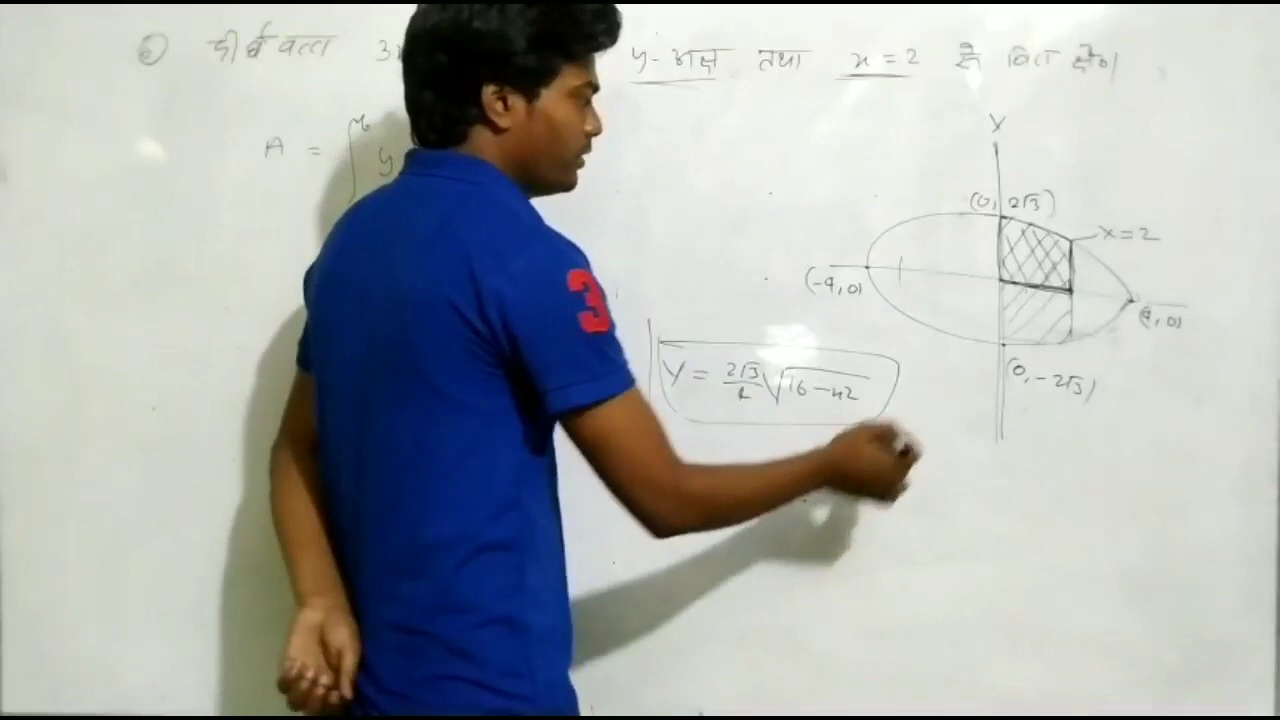 दीर्घवृत्त 3x y-अक्ष तथा x = 2 से घिरा क्षेत्र
A = ∫ y
Y
(0, 2√3)
x = 2
(-4, 0)
(4, 0)
3
y = 2√3/4 √16 - x2
(0, -2√3)